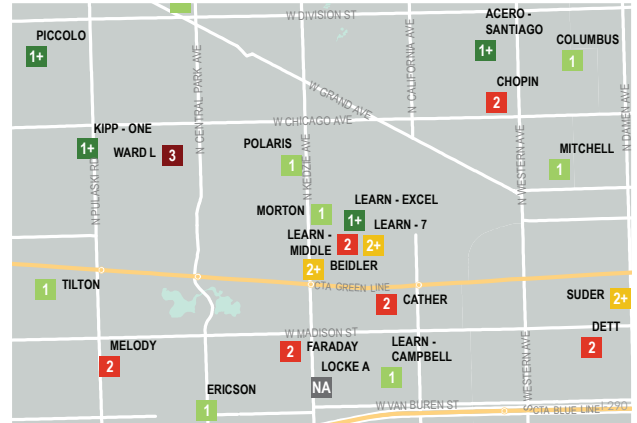 W DIVISION ST
PICCOLO
1+
N CENTRAL PARK AVE
N CALIFORNIA AVE
ACERO -
SANTIAGO
1+
COLUMBUS
1
N DAMEN AVE
W GRAND AVE
CHOPIN
2
W CHICAGO AVE
KIPP - ONE
1+
WARD L
3
N PULASKI RD
POLARIS
1
N KEDZIE AVE
N WESTERN AVE
MITCHELL
1
MORTON
1
LEARN - EXCEL
1+
LEARN - 7
2+
LEARN -
MIDDLE
2
BEIDLER
2+
CTA GREEN LINE
TILTON
1
CATHER
2
SUDER
2+
DETT
2
W MADISON ST
MELODY
2
FARADAY
2
LOCKE A
NA
LEARN -
CAMPBELL
1
S WESTERN AVE
ERICSON
1
W VAN BUREN ST
CTA BLUE LINE
I-290